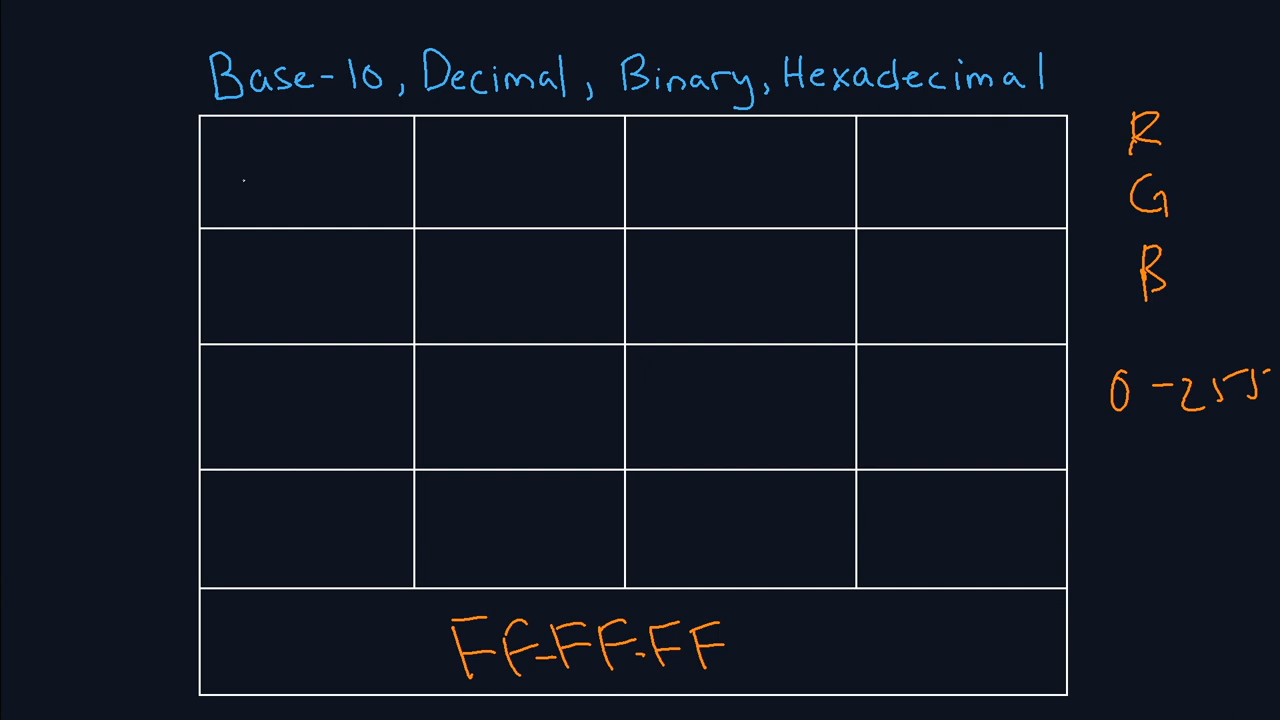 Base-10, Decimal, Binary, Hexadecimal
R
G
B
0-255
FF-FF-FF